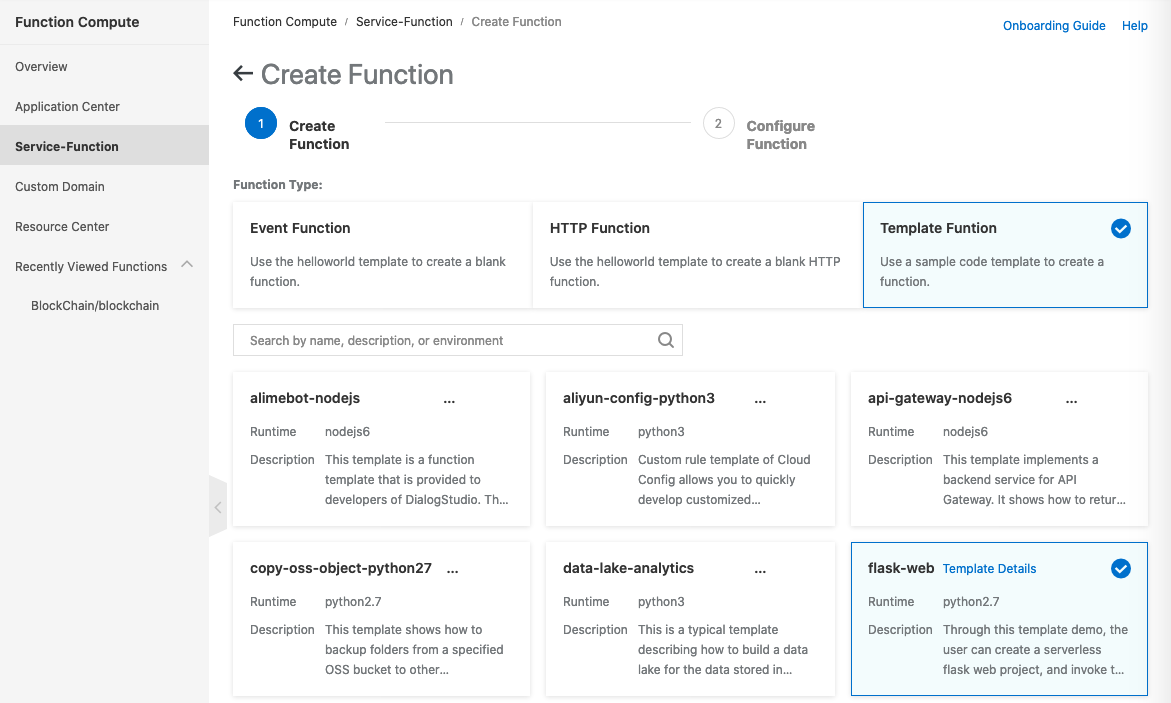 Function Compute
Overview
Application Center
Service-Function
Custom Domain
Resource Center
Recently Viewed Functions
BlockChain/blockchain
Function Compute / Service-Function / Create Function
Onboarding Guide Help
Create Function
1 Create Function
2 Configure Function
Function Type:
Event Function
Use the helloworld template to create a blank
function.
HTTP Function
Use the helloworld template to create a blank HTTP
function.
Template Funtion
Use a sample code template to create a
function.
Search by name, description, or environment
alimebot-nodejs ...
Runtime nodejs6
Description This template is a function
template that is provided to
developers of DialogStudio. Th...
aliyun-config-python3 ...
Runtime python3
Description Custom rule template of Cloud
Config allows you to quickly
develop customized...
api-gateway-nodejs6 ...
Runtime nodejs6
Description This template implements a
backend service for API
Gateway. It shows how to retur...
copy-oss-object-python27 ...
Runtime python2.7
Description This template shows how to
backup folders from a specified
OSS bucket to other...
data-lake-analytics ...
Runtime python3
Description This is a typical template
describing how to build a data
lake for the data stored in...
flask-web Template Details
Runtime python2.7
Description Through this template demo, the
user can create a serverless
flask web project, and invoke t...